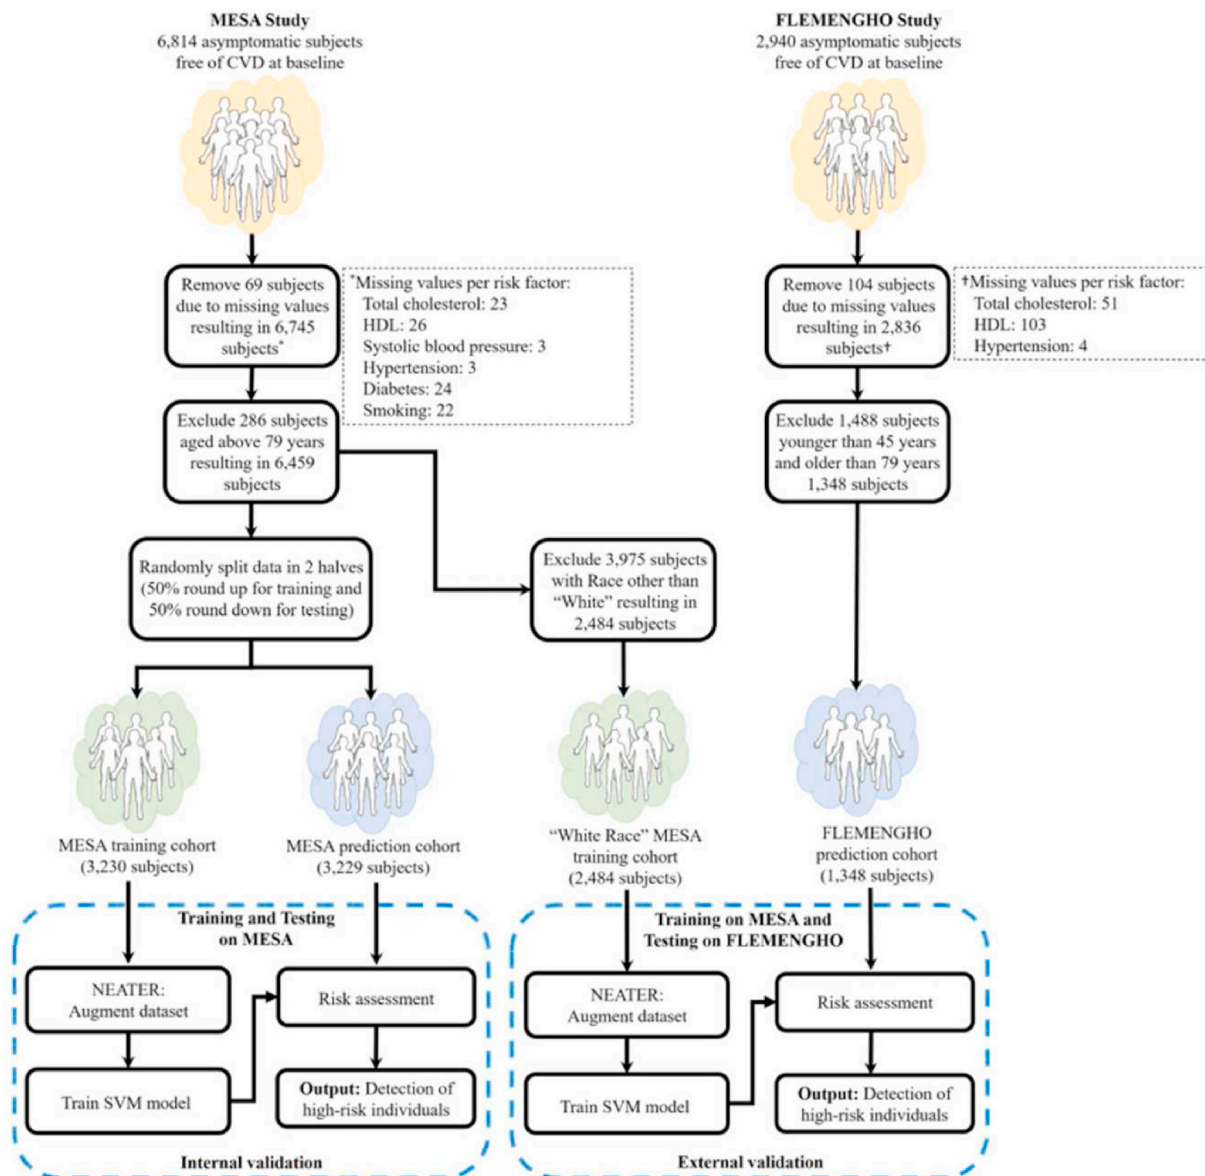 MESA Study
6,814 asymptomatic subjects
free of CVD at baseline
FLEMENGHO Study
2,940 asymptomatic subjects
free of CVD at baseline
Remove 69 subjects
due to missing values
resulting in 6,745
subjects*
*Missing values per risk factor:
Total cholesterol: 23
HDL: 26
Systolic blood pressure: 3
Hypertension: 3
Diabetes: 24
Smoking: 22
Remove 104 subjects
due to missing values
resulting in 2,836
subjects†
†Missing values per risk factor:
Total cholesterol: 51
HDL: 103
Hypertension: 4
Exclude 286 subjects
aged above 79 years
resulting in 6,459
subjects
Exclude 1,488 subjects
younger than 45 years
and older than 79 years
1,348 subjects
Randomly split data in 2 halves
(50% round up for training and
50% round down for testing)
Exclude 3,975 subjects
with Race other than
“White” resulting in
2,484 subjects
MESA training cohort
(3,230 subjects)
MESA prediction cohort
(3,229 subjects)
“White Race” MESA
training cohort
(2,484 subjects)
FLEMENGHO
prediction cohort
(1,348 subjects)
Training and Testing
on MESA
NEATER:
Augment dataset
Risk assessment
Train SVM model
Output: Detection of
high-risk individuals
Internal validation
Training on MESA and
Testing on FLEMENGHO
NEATER:
Augment dataset
Risk assessment
Train SVM model
Output: Detection of
high-risk individuals
External validation